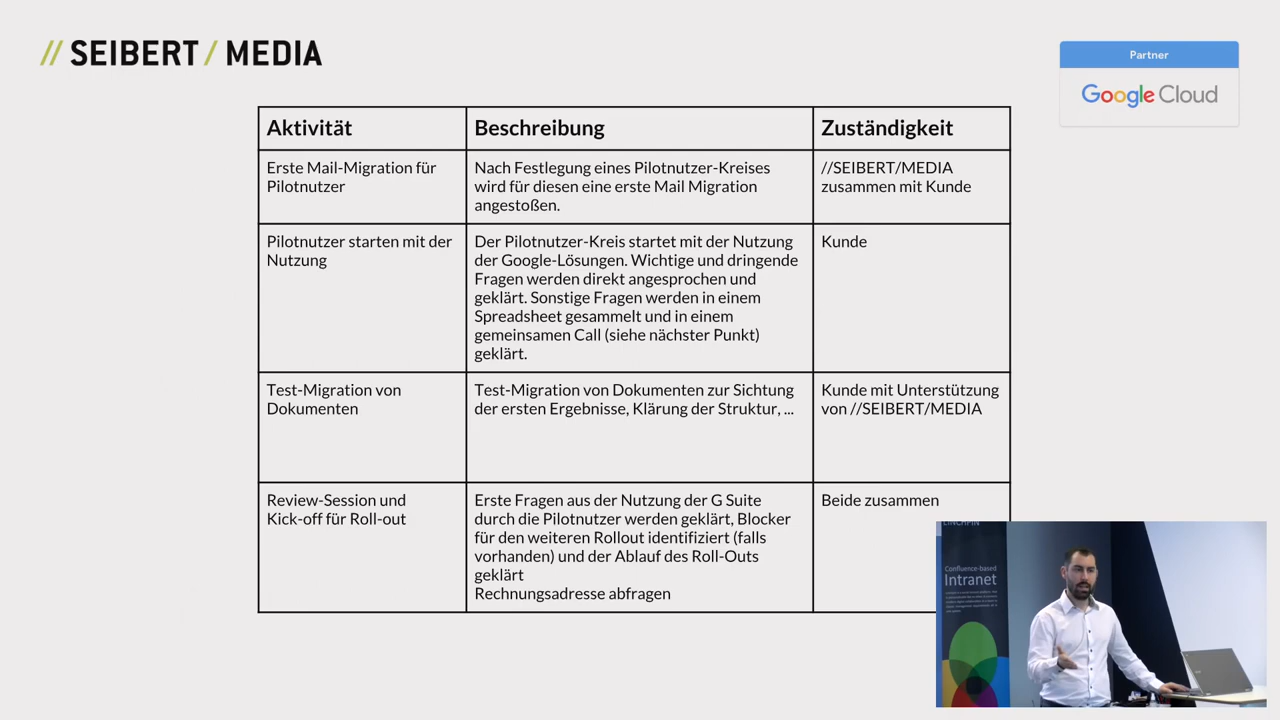 // SEIBERT / MEDIA
Partner
Google Cloud
Aktivität
Beschreibung
Zuständigkeit
Erste Mail-Migration für
Pilotnutzer
Nach Festlegung eines Pilotnutzer-Kreises
wird für diesen eine erste Mail Migration
angestoßen.
//SEIBERT/MEDIA
zusammen mit Kunde
Pilotnutzer starten mit der
Nutzung
Der Pilotnutzer-Kreis startet mit der Nutzung
der Google-Lösungen. Wichtige und dringende
Fragen werden direkt angesprochen und
geklärt. Sonstige Fragen werden in einem
Spreadsheet gesammelt und in einem
gemeinsamen Call (siehe nächster Punkt)
geklärt.
Kunde
Test-Migration von
Dokumenten
Test-Migration von Dokumenten zur Sichtung
der ersten Ergebnisse, Klärung der Struktur, ...
Kunde mit Unterstützung
von //SEIBERT/MEDIA
Review-Session und
Kick-off für Roll-out
Erste Fragen aus der Nutzung der G Suite
durch die Pilotnutzer werden geklärt, Blocker
für den weiteren Rollout identifiziert (falls
vorhanden) und der Ablauf des Roll-Outs
geklärt
Rechnungsadresse abfragen
Beide zusammen
LINCHPIN
Confluence-based
Intranet